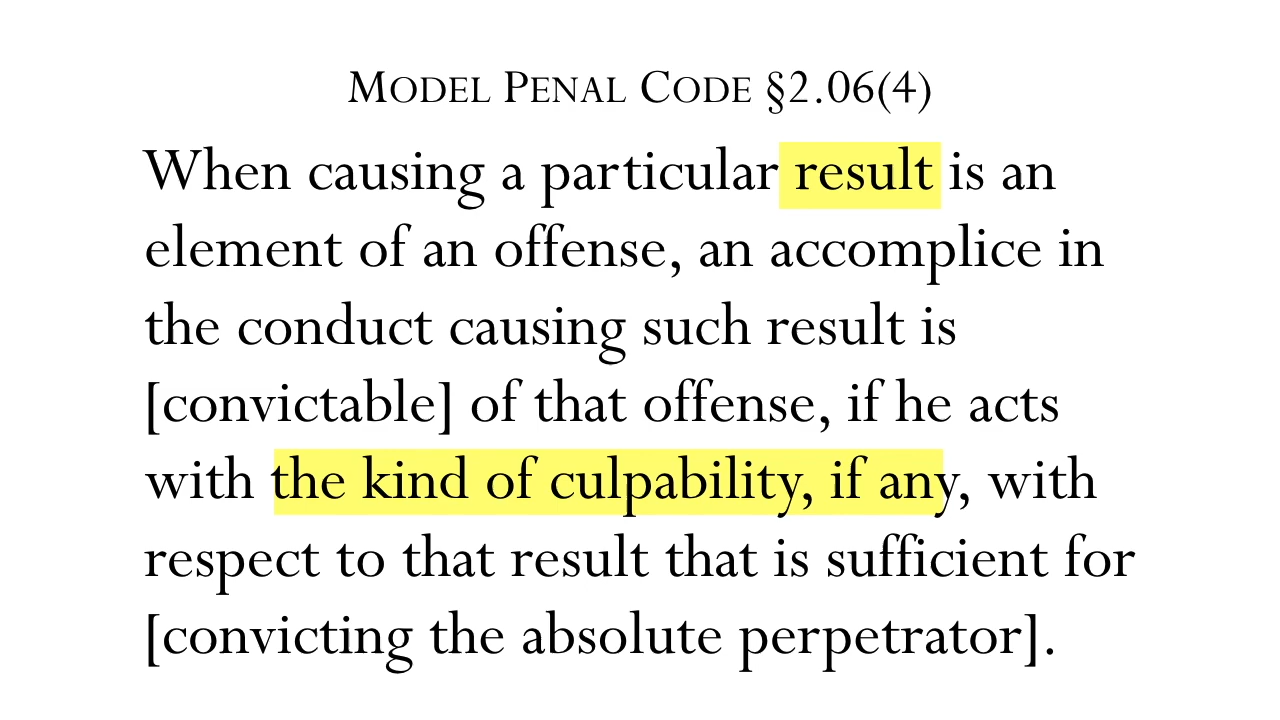 MODEL PENAL CODE §2.06(4)
When causing a particular result is an
element of an offense, an accomplice in
the conduct causing such result is
[convictable] of that offense, if he acts
with the kind of culpability, if any, with
respect to that result that is sufficient for
[convicting the absolute perpetrator].